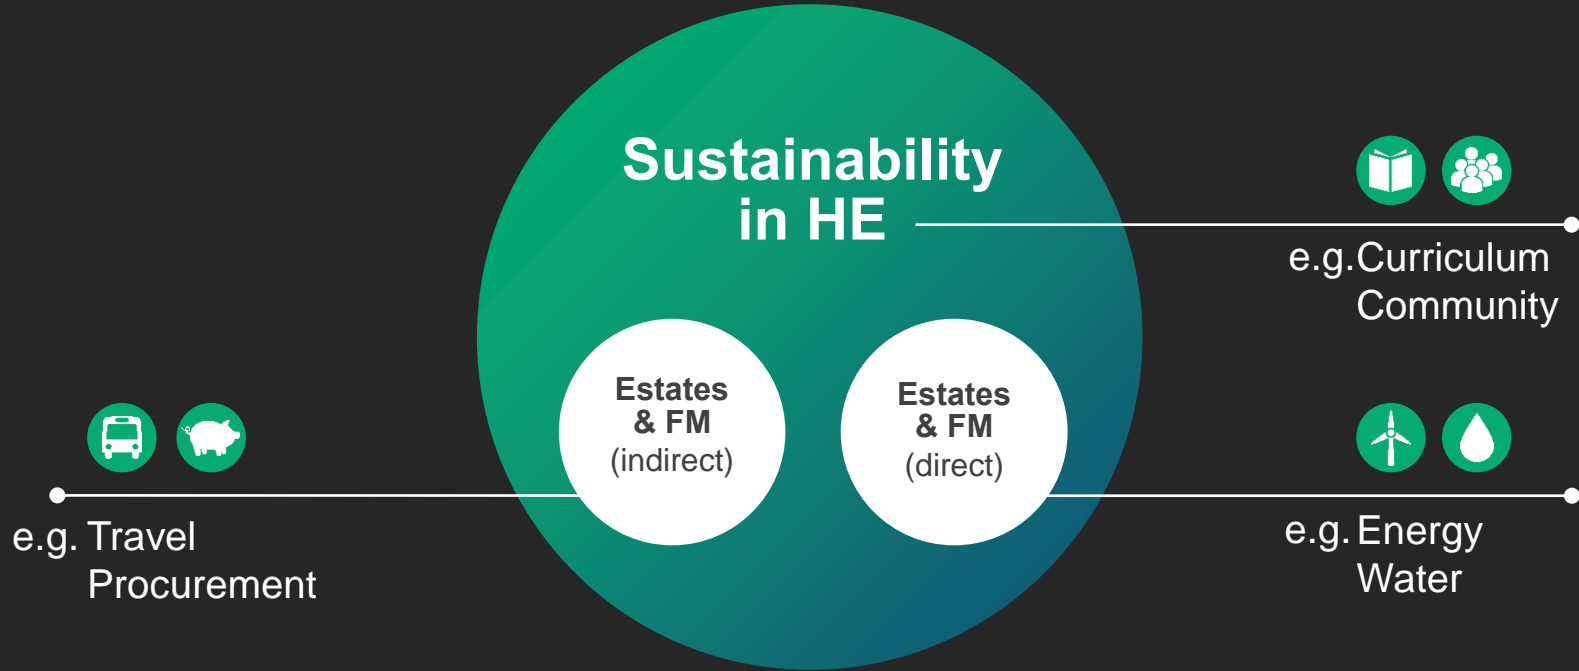 Sustainability
in HE
e.g. Curriculum
Community
Estates
& FM
(indirect)
Estates
& FM
(direct)
e.g. Travel
Procurement
e.g. Energy
Water